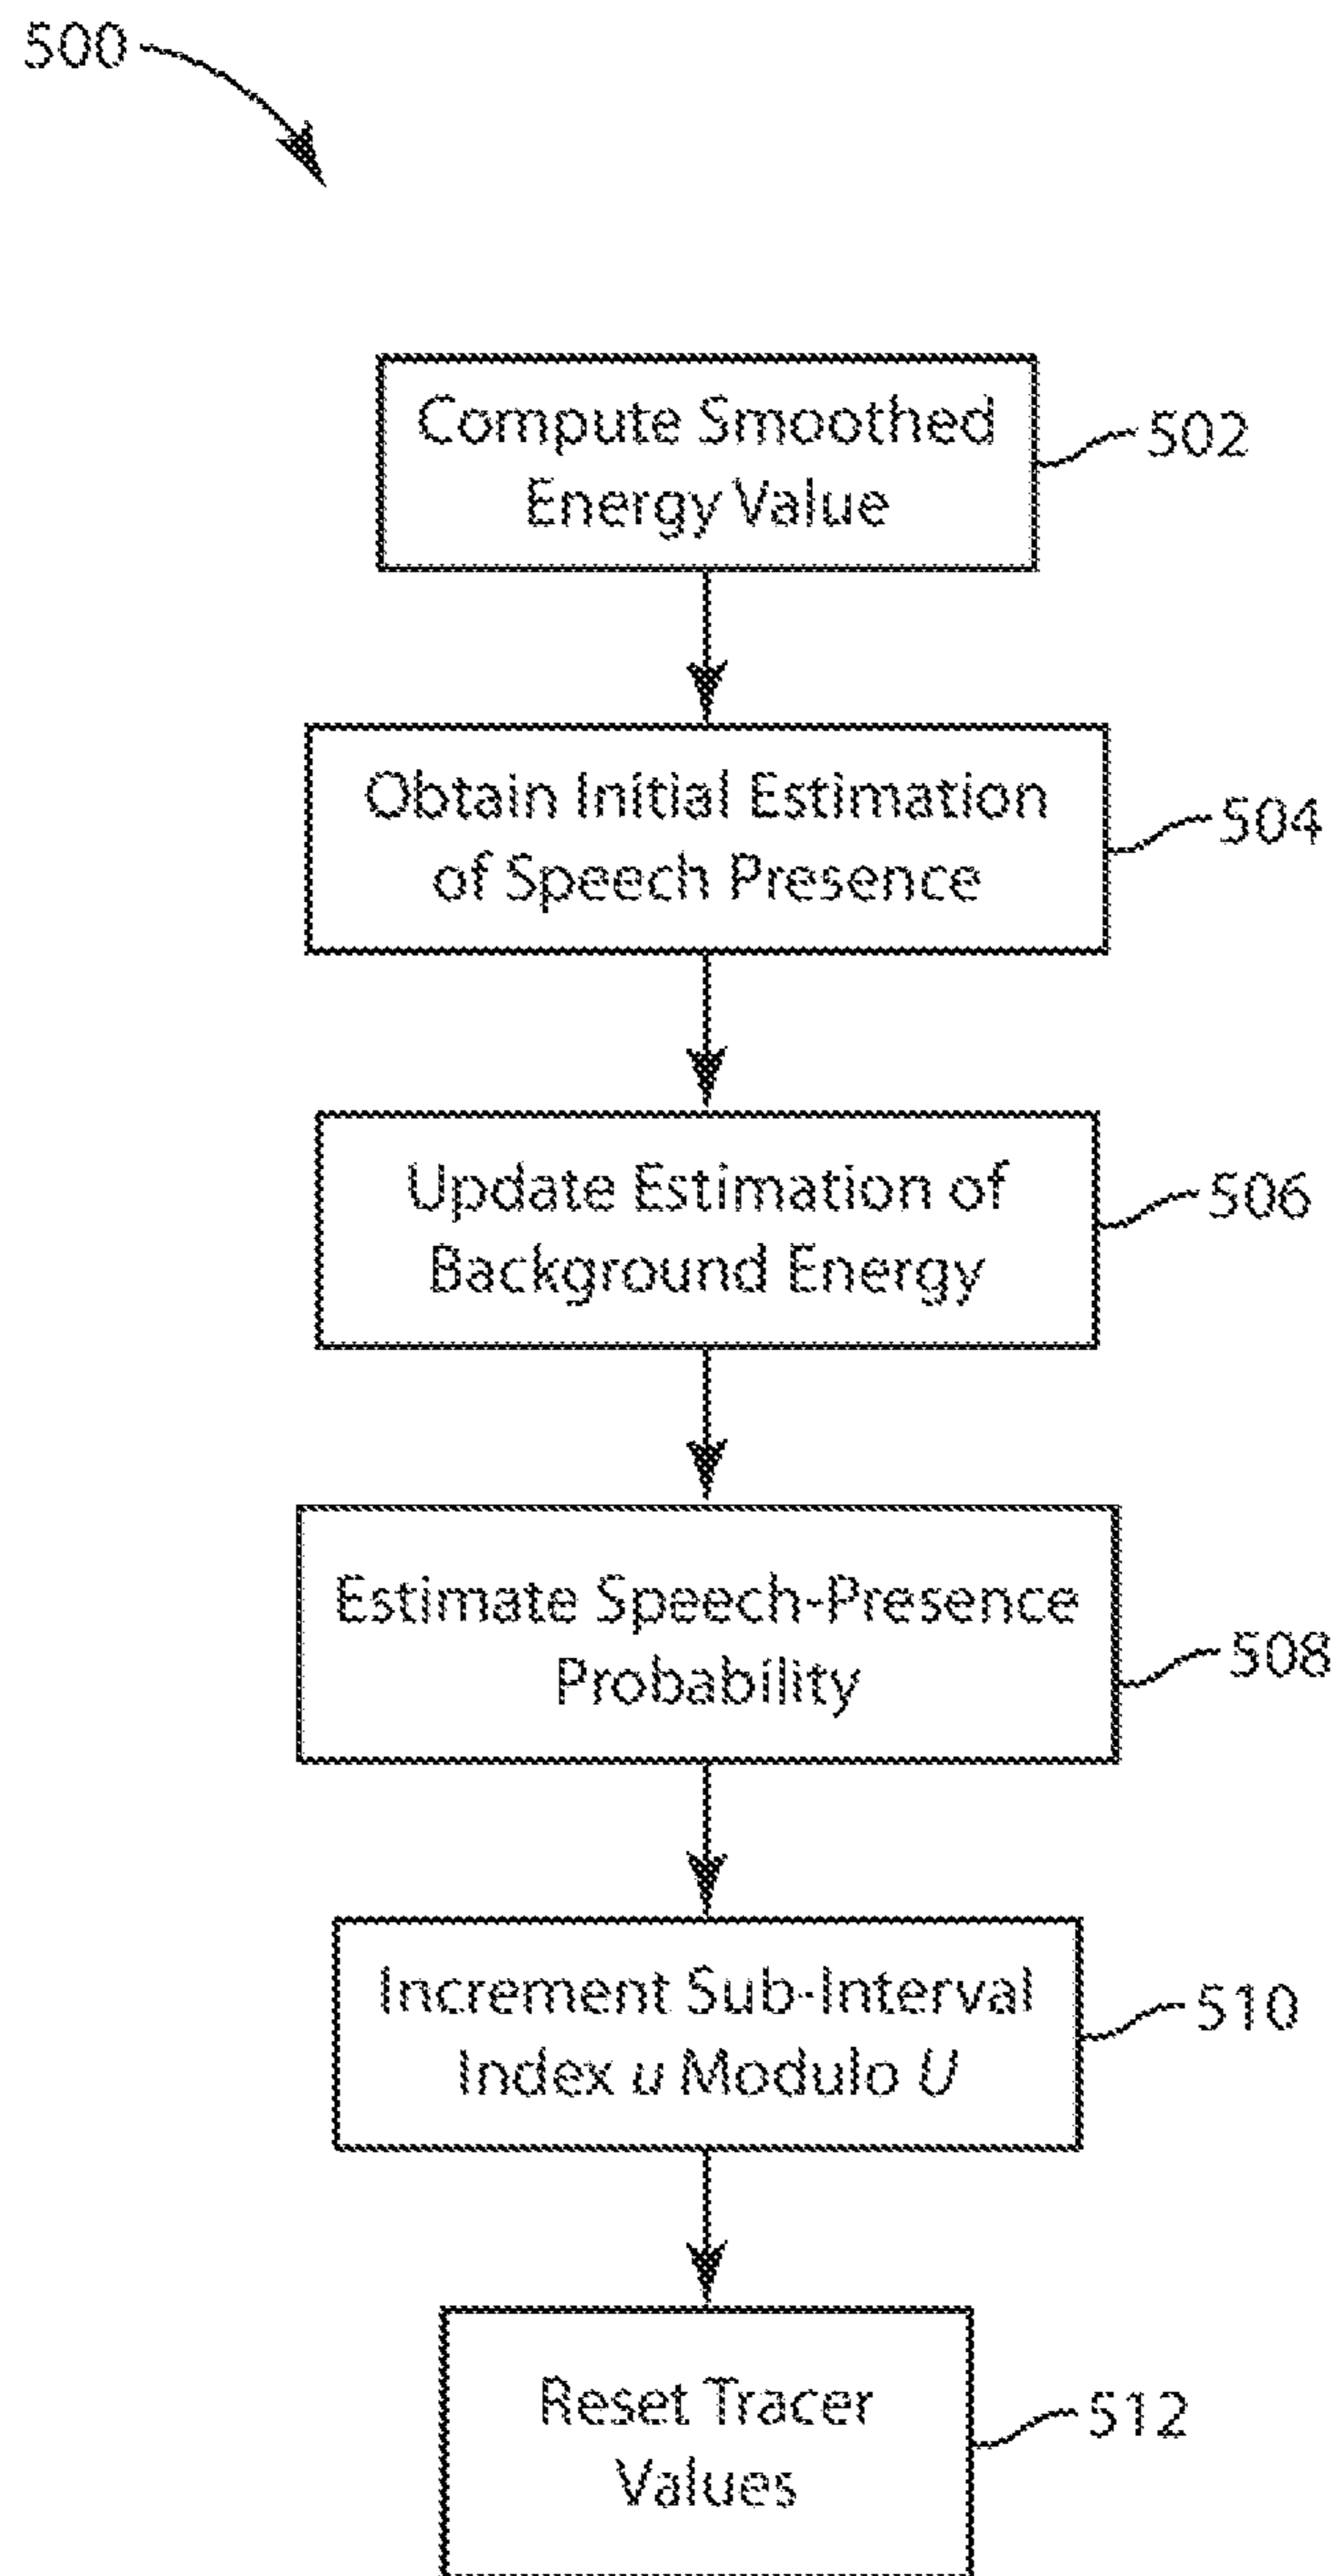 500
Compute Smoothed
Energy Value
502
Obtain Initial Estimation
of Speech Presence
504
Update Estimation of
Background Energy
506
Estimate Speech-Presence
Probability
508
Increment Sub-Interval
Index u Modulo U
510
Reset Tracer
Values
512